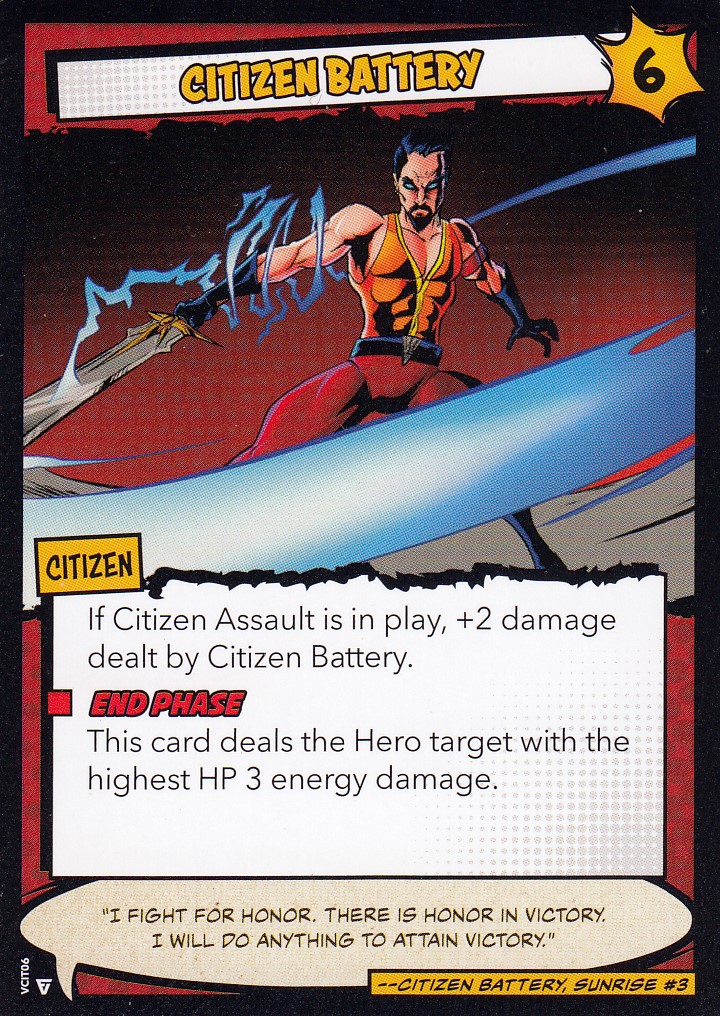 CITIZEN BATTERY
6
CITIZEN
If Citizen Assault is in play, +2 damage
dealt by Citizen Battery.
END PHASE
This card deals the Hero target with the
highest HP 3 energy damage.
"I FIGHT FOR HONOR. THERE IS HONOR IN VICTORY.
I WILL DO ANYTHING TO ATTAIN VICTORY."
--CITIZEN BATTERY, SUNRISE #3
VCIT06